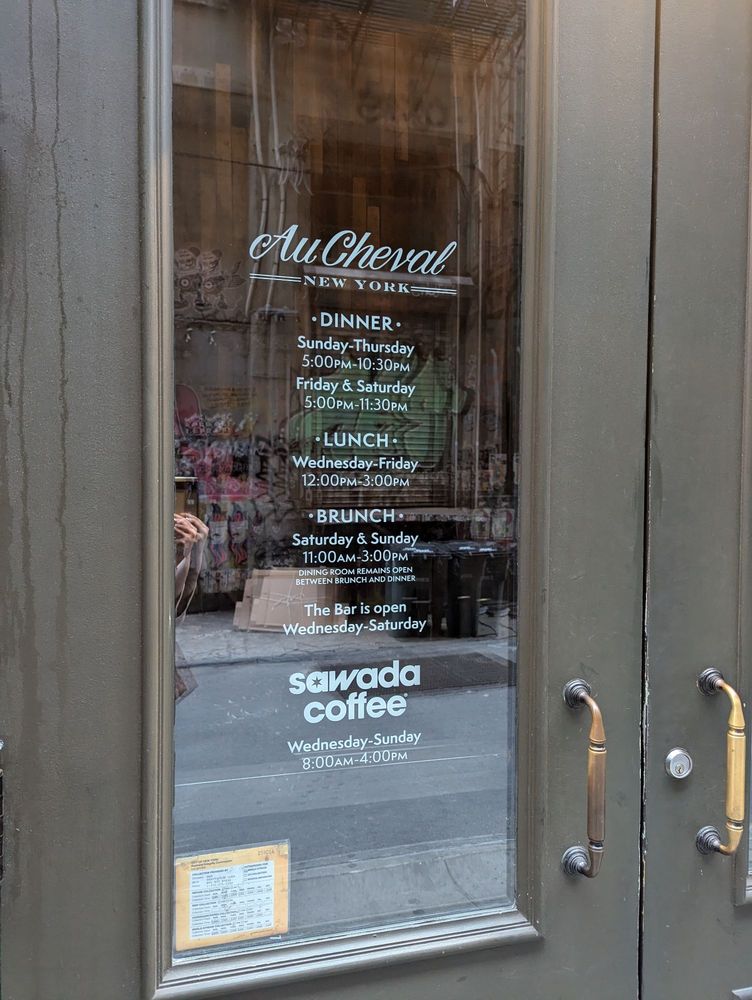 Au Cheval
NEW YORK
•DINNER•
Sunday-Thursday
5:00PM-10:30PM
Friday & Saturday
5:00PM-11:30PM
•LUNCH•
Wednesday-Friday
12:00PM-3:00PM
•BRUNCH•
Saturday & Sunday
11:00AM-3:00PM
DINING ROOM REMAINS OPEN
BETWEEN BRUNCH AND DINNER
The Bar is open
Wednesday-Saturday
sawada
coffee®
Wednesday-Sunday
8:00AM-4:00PM